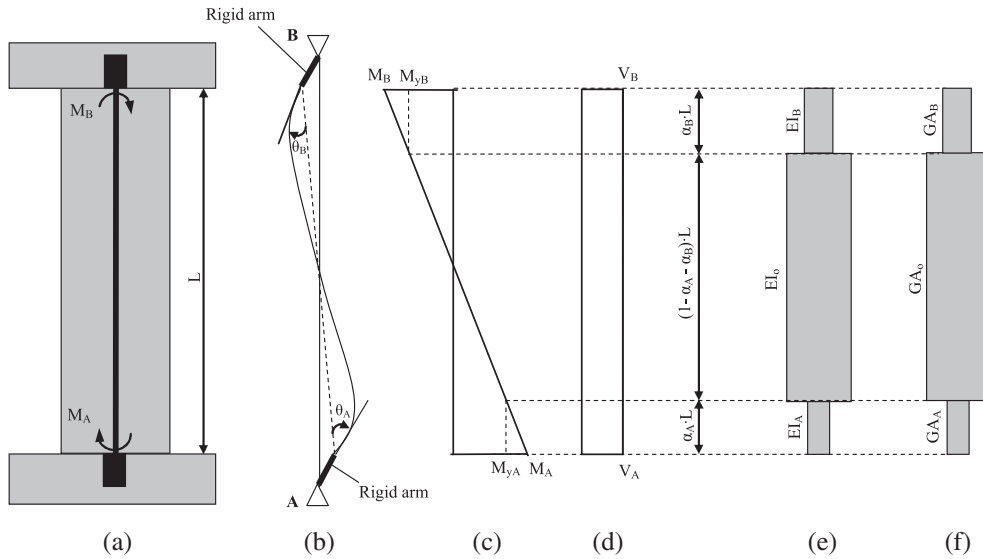 Rigid arm
B
M_B
M_A
L
θ_B
θ_A
Rigid arm
A
M_B
M_yB
M_yA
M_A
V_B
V_A
α_B·L
(1- α_A - α_B)·L
α_A·L
EI_B
EI_o
EI_A
GA_B
GA_o
GA_A
(a)
(b)
(c)
(d)
(e)
(f)